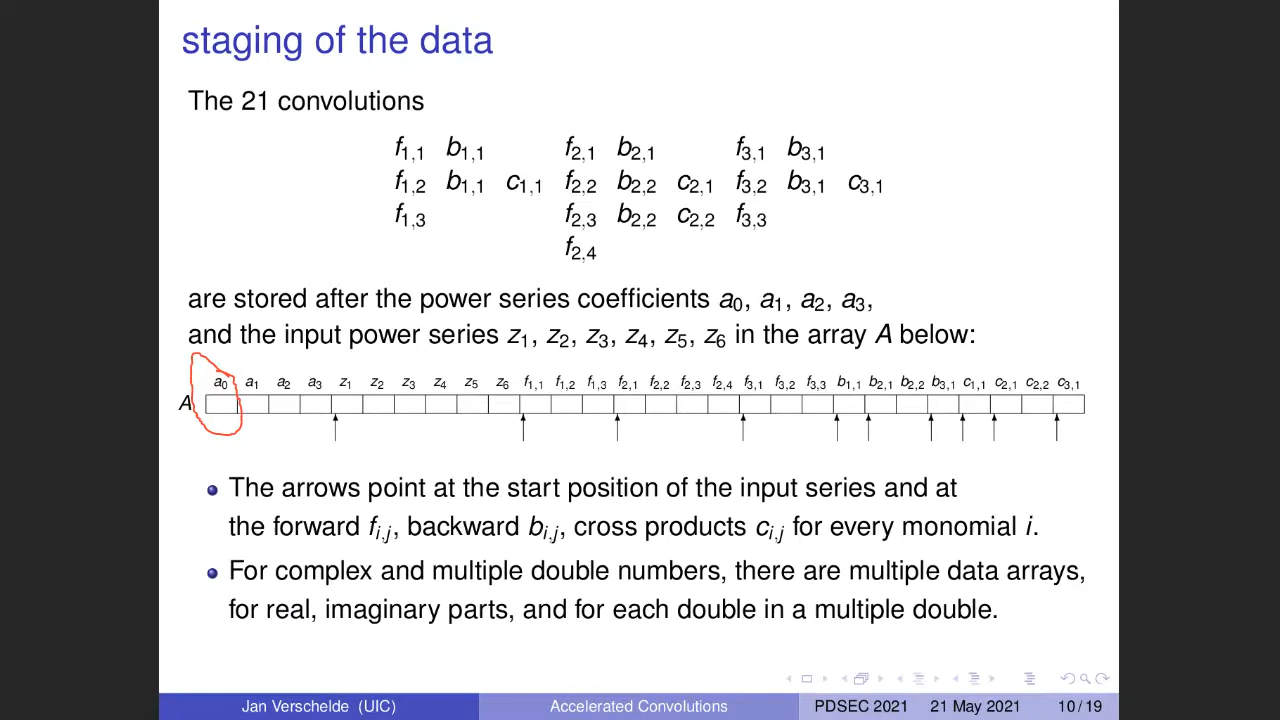 staging of the data
The 21 convolutions
f1,1 b1,1 f2,1 b2,1 f3,1 b3,1
f1,2 b1,1 c1,1 f2,2 b2,2 c2,1 f3,2 b3,1 c3,1
f1,3 f2,3 b2,2 c2,2 f3,3
f2,4
are stored after the power series coefficients a0, a1, a2, a3,
and the input power series z1, z2, z3, z4, z5, z6 in the array A below:
a0 a1 a2 a3 z1 z2 z3 z4 z5 z6 f1,1 f1,2 f1,3 f2,1 f2,2 f2,3 f2,4 f3,1 f3,2 f3,3 b1,1 b2,1 b2,2 b3,1 c1,1 c2,1 c2,2 c3,1
A
The arrows point at the start position of the input series and at
the forward fi,j, backward bi,j, cross products ci,j for every monomial i.
For complex and multiple double numbers, there are multiple data arrays,
for real, imaginary parts, and for each double in a multiple double.
Jan Verschelde (UIC) Accelerated Convolutions PDSEC 2021 21 May 2021 10 / 19